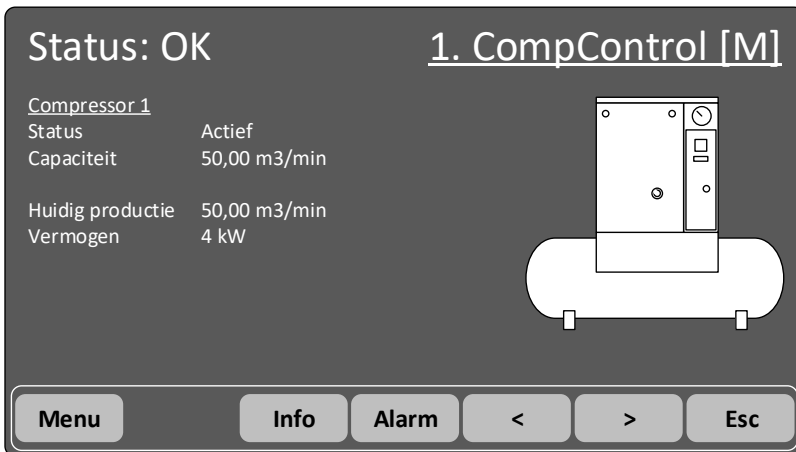 Status: OK
1. CompControl [M]
Compressor 1
Status Actief
Capaciteit 50,00 m3/min
Huidig productie 50,00 m3/min
Vermogen 4 kW
Menu Info Alarm < > Esc